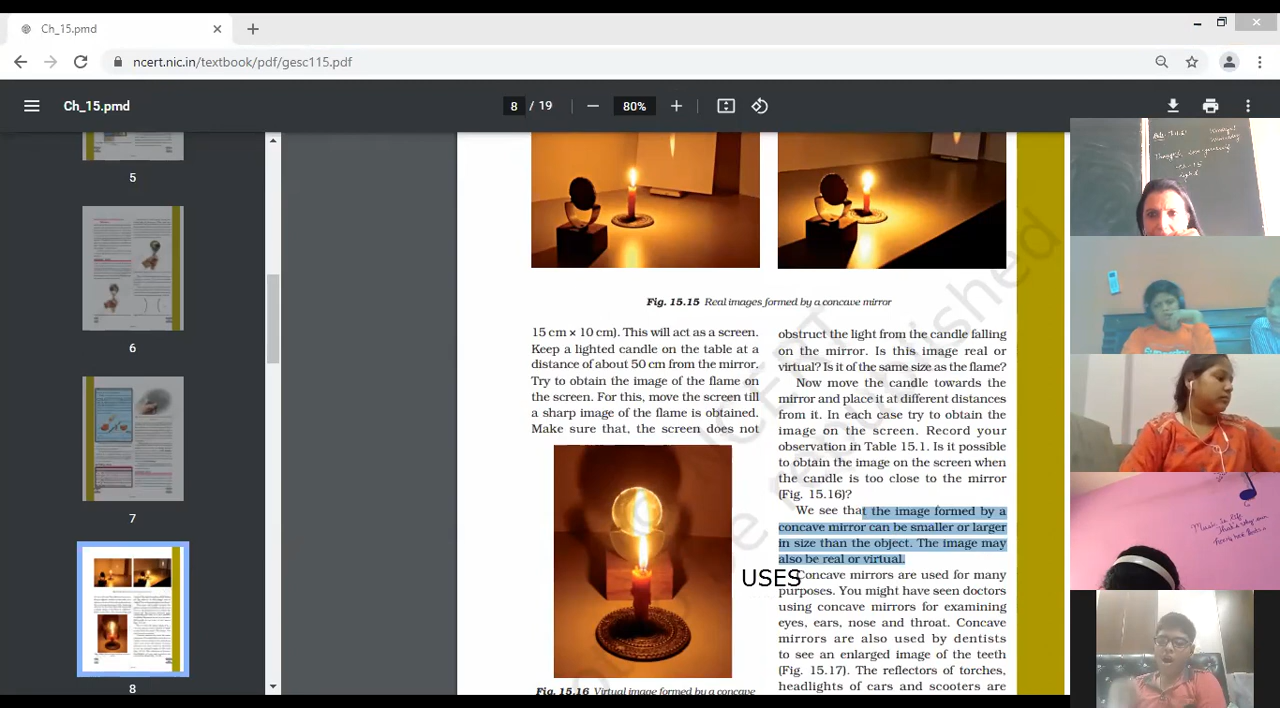 Ch_15.pmd
ncert.nic.in/textbook/pdf/gesc115.pdf
Ch_15.pmd
8 / 19
80%
5
6
7
8
Fig. 15.15 Real images formed by a concave mirror
15 cm × 10 cm). This will act as a screen.
Keep a lighted candle on the table at a
distance of about 50 cm from the mirror.
Try to obtain the image of the flame on
the screen. For this, move the screen till
a sharp image of the flame is obtained.
Make sure that, the screen does not
Fig. 15.16 Virtual image formed by a concave
obstruct the light from the candle falling
on the mirror. Is this image real or
virtual? Is it of the same size as the flame?
Now move the candle towards the
mirror and place it at different distances
from it. In each case try to obtain the
image on the screen. Record your
observation in Table 15.1. Is it possible
to obtain the image on the screen when
the candle is too close to the mirror
(Fig. 15.16)?
We see that the image formed by a
concave mirror can be smaller or larger
in size than the object. The image may
also be real or virtual.
USES
Concave mirrors are used for many
purposes. You might have seen doctors
using concave mirrors for examining
eyes, ears, nose and throat. Concave
mirrors are also used by dentists
to see an enlarged image of the teeth
(Fig. 15.17). The reflectors of torches,
headlights of cars and scooters are